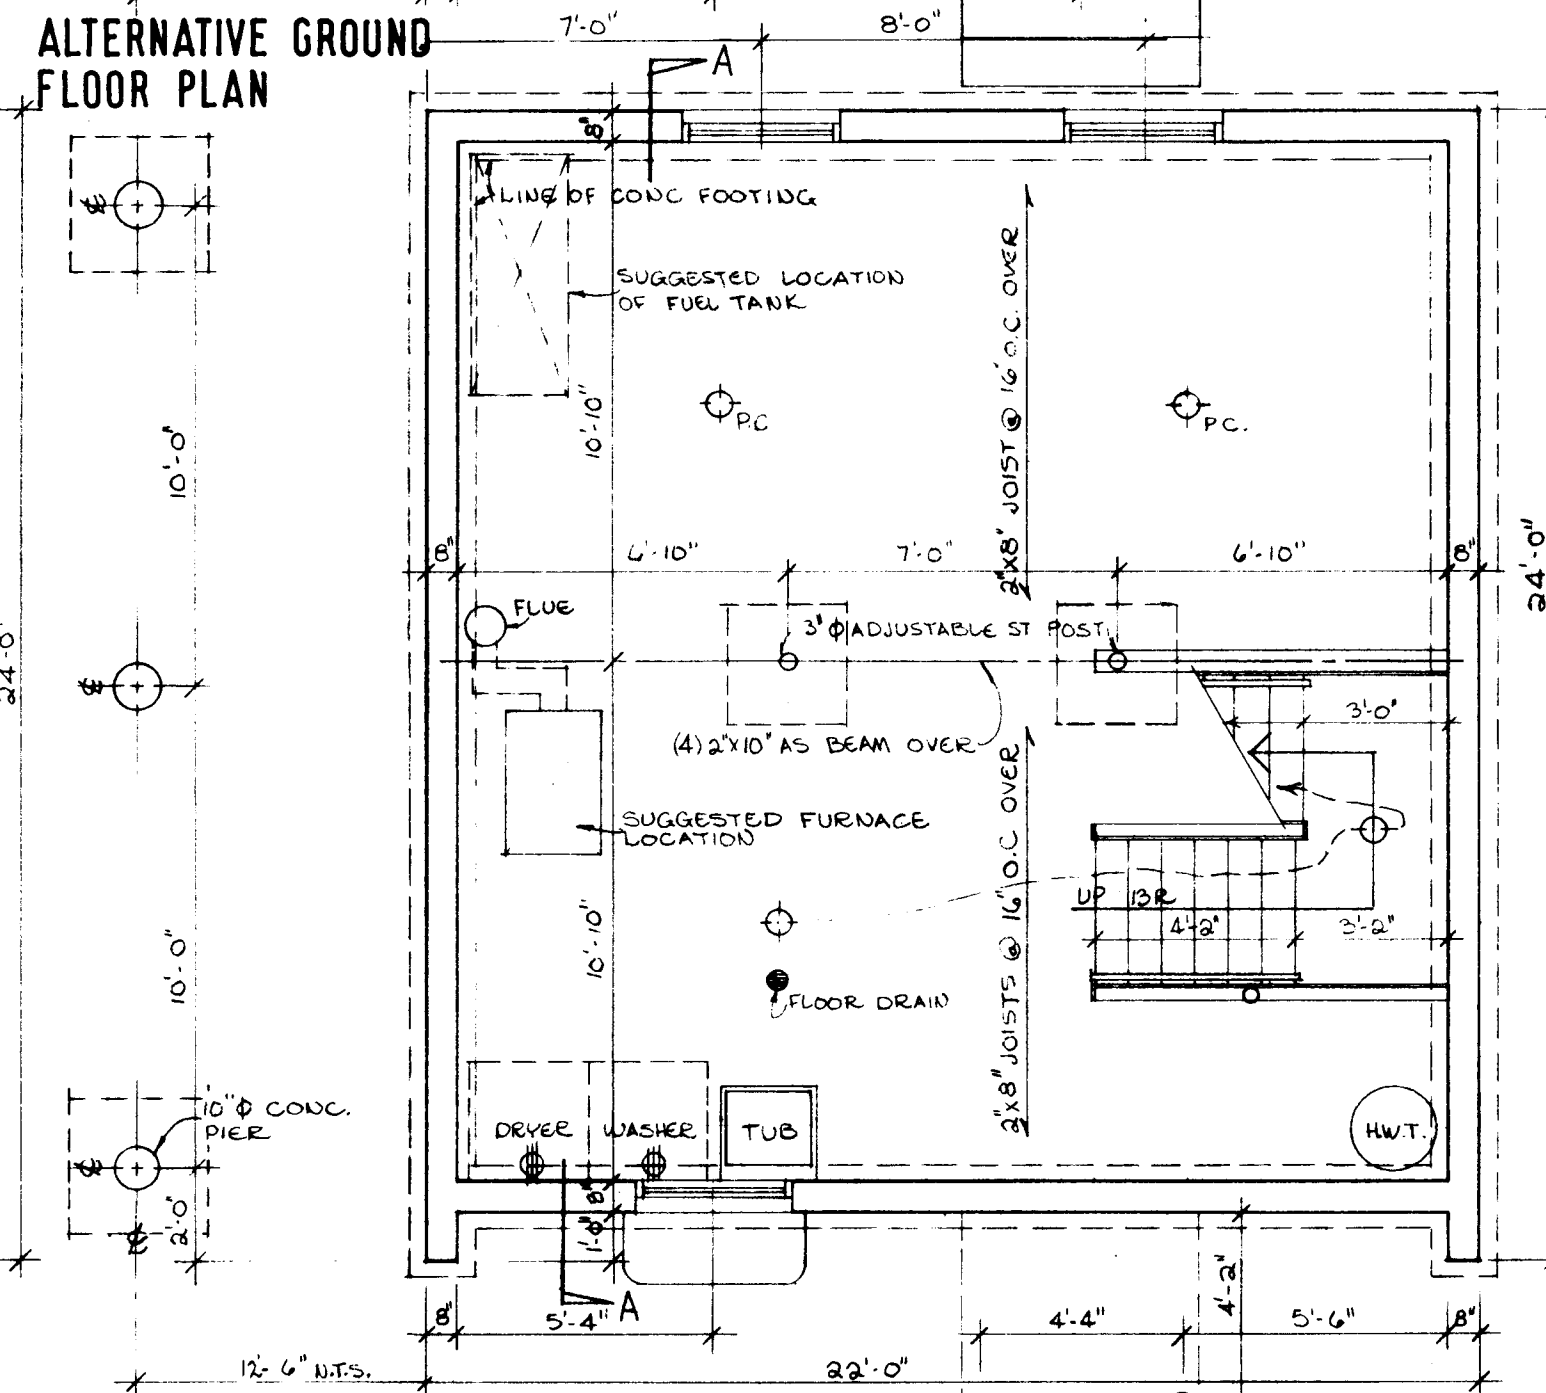 ALTERNATIVE GROUND
FLOOR PLAN
7'-0"
8'-0"
A
8"
LINE OF CONC FOOTING
SUGGESTED LOCATION
OF FUEL TANK
2"x8" JOIST @ 16" O.C. OVER
10'-10"
P.C
P.C.
10'-0"
8"
6'-10"
7'-0"
6'-10"
8"
24'-0"
24'-0"
FLUE
3"φ ADJUSTABLE ST POST
3'-0"
(4) 2"x10" AS BEAM OVER
SUGGESTED FURNACE
LOCATION
2"x8" JOISTS @ 16" O.C OVER
UP 13R
4'-2"
3'-2"
10'-10"
10'-0"
FLOOR DRAIN
10"φ CONC.
PIER
DRYER
WASHER
TUB
H.W.T.
8"
2'-0"
1'-0"
A
4'-2"
8"
5'-4"
4'-4"
5'-6"
8"
12'-6" N.T.S.
22'-0"